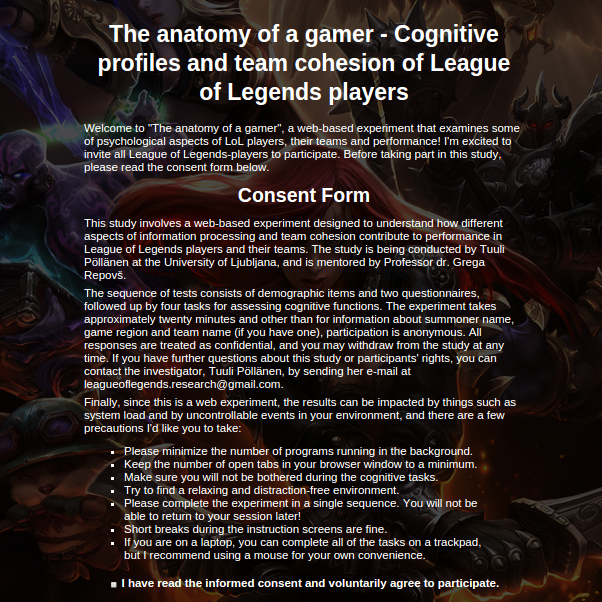 The anatomy of a gamer - Cognitive
profiles and team cohesion of League
of Legends players
Welcome to "The anatomy of a gamer", a web-based experiment that examines some
of psychological aspects of LoL players, their teams and performance! I'm excited to
invite all League of Legends-players to participate. Before taking part in this study,
please read the consent form below.
Consent Form
This study involves a web-based experiment designed to understand how different
aspects of information processing and team cohesion contribute to performance in
League of Legends players and their teams. The study is being conducted by Tuuli
Pöllänen at the University of Ljubljana, and is mentored by Professor dr. Grega
Repovš.
The sequence of tests consists of demographic items and two questionnaires,
followed up by four tasks for assessing cognitive functions. The experiment takes
approximately twenty minutes and other than for information about summoner name,
game region and team name (if you have one), participation is anonymous. All
responses are treated as confidential, and you may withdraw from the study at any
time. If you have further questions about this study or participants' rights, you can
contact the investigator, Tuuli Pöllänen, by sending her e-mail at
leagueoflegends.research@gmail.com.
Finally, since this is a web experiment, the results can be impacted by things such as
system load and by uncontrollable events in your environment, and there are a few
precautions I'd like you to take:
Please minimize the number of programs running in the background.
Keep the number of open tabs in your browser window to a minimum.
Make sure you will not be bothered during the cognitive tasks.
Try to find a relaxing and distraction-free environment.
Please complete the experiment in a single sequence. You will not be
able to return to your session later!
Short breaks during the instruction screens are fine.
If you are on a laptop, you can complete all of the tasks on a trackpad,
but I recommend using a mouse for your own convenience.
I have read the informed consent and voluntarily agree to participate.